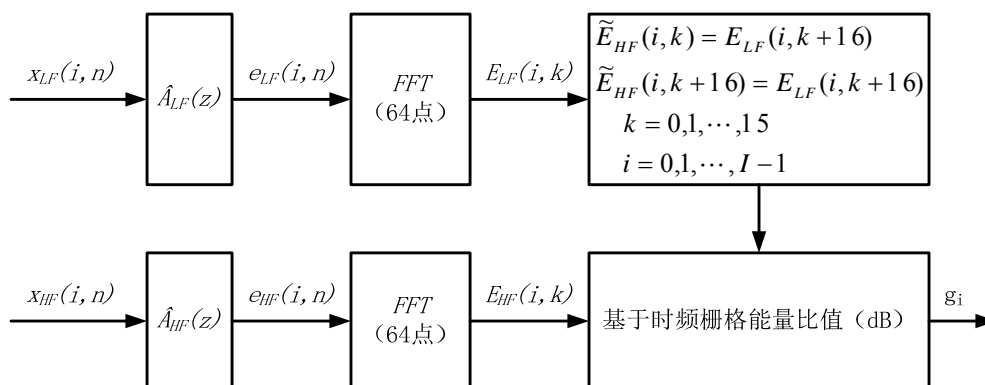 x_LF(i,n)
Â_LF(z)
e_LF(i,n)
FFT
（64点）
E_LF(i,k)
Ẽ_HF(i,k) = E_LF(i,k+16)
Ẽ_HF(i,k+16) = E_LF(i,k+16)
k = 0,1,⋯,15
i = 0,1,⋯,I−1
x_HF(i,n)
Â_HF(z)
e_HF(i,n)
FFT
（64点）
E_HF(i,k)
基于时频栅格能量比值（dB）
g_i